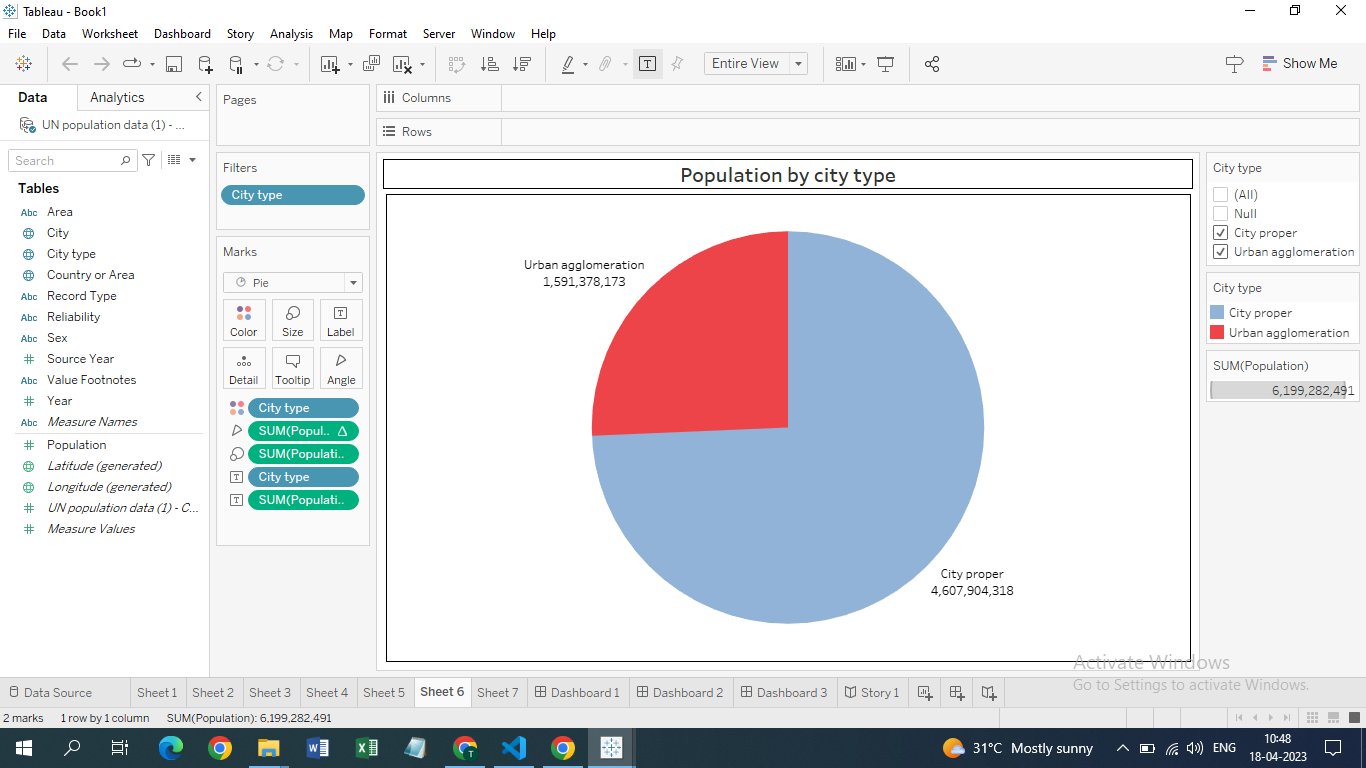 Tableau - Book1
File Data Worksheet Dashboard Story Analysis Map Format Server Window Help
Entire View
Show Me
Data Analytics
UN population data (1) - ...
Search
Tables
Abc Area
City
City type
Country or Area
Abc Record Type
Abc Reliability
Abc Sex
Source Year
Abc Value Footnotes
Year
Abc Measure Names
Population
Latitude (generated)
Longitude (generated)
UN population data (1) - C...
Measure Values
Pages
Filters
City type
Marks
Pie
Color Size Label
Detail Tooltip Angle
City type
SUM(Popul.. 
SUM(Populati..
City type
SUM(Populati..
Columns
Rows
Population by city type
Urban agglomeration
1,591,378,173
City proper
4,607,904,318
City type
(All)
Null
City proper
Urban agglomeration
City type
City proper
Urban agglomeration
SUM(Population)
6,199,282,491
Activate Windows
Go to Settings to activate Windows.
Data Source Sheet 1 Sheet 2 Sheet 3 Sheet 4 Sheet 5 Sheet 6 Sheet 7 Dashboard 1 Dashboard 2 Dashboard 3 Story 1
2 marks 1 row by 1 column SUM(Population): 6,199,282,491
31°C Mostly sunny ENG 10:48
18-04-2023